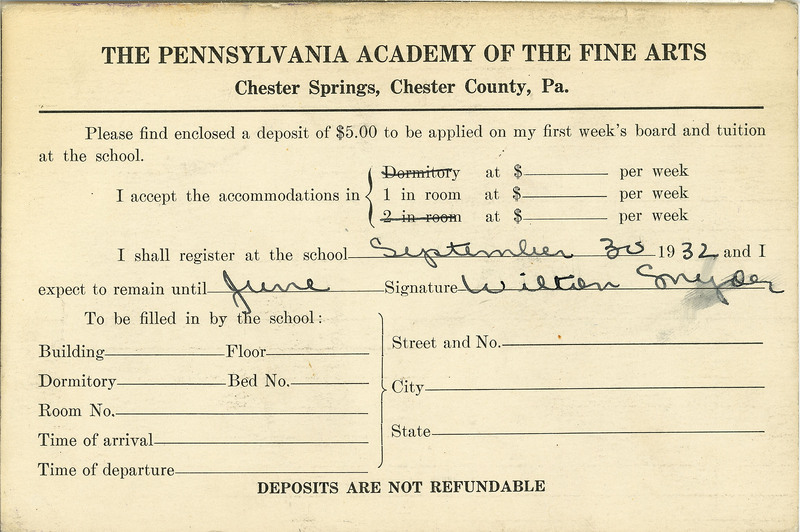 THE PENNSYLVANIA ACADEMY OF THE FINE ARTS
Chester Springs, Chester County, Pa.
Please find enclosed a deposit of $5.00 to be applied on my first week's board and tuition
at the school.
Dormitory at $ per week
I accept the accommodations in 1 in room at $ per week
2 in room at $ per week
I shall register at the school September 30 1932 and I
expect to remain until June Signature Wilton Snyder
To be filled in by the school:
Building Floor
Dormitory Bed No.
Room No.
Time of arrival
Time of departure
Street and No.
City
State
DEPOSITS ARE NOT REFUNDABLE